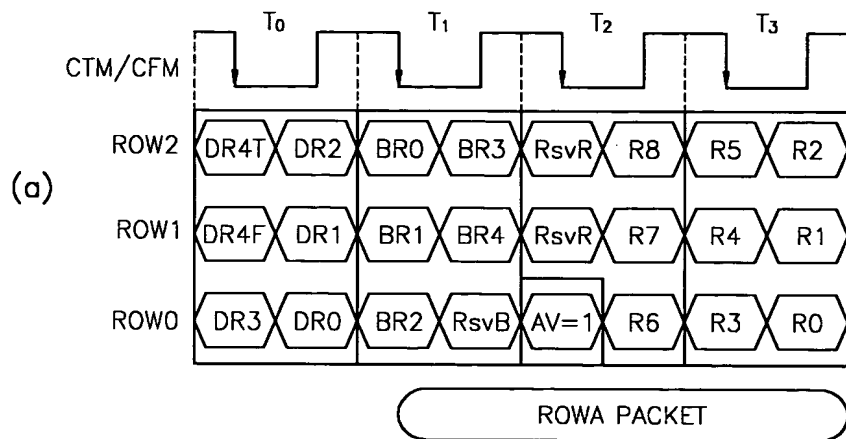 T0 T1 T2 T3
CTM/CFM
(a)
ROW2 DR4T DR2 BR0 BR3 RsvR R8 R5 R2
ROW1 DR4F DR1 BR1 BR4 RsvR R7 R4 R1
ROW0 DR3 DR0 BR2 RsvB AV=1 R6 R3 R0
ROWA PACKET